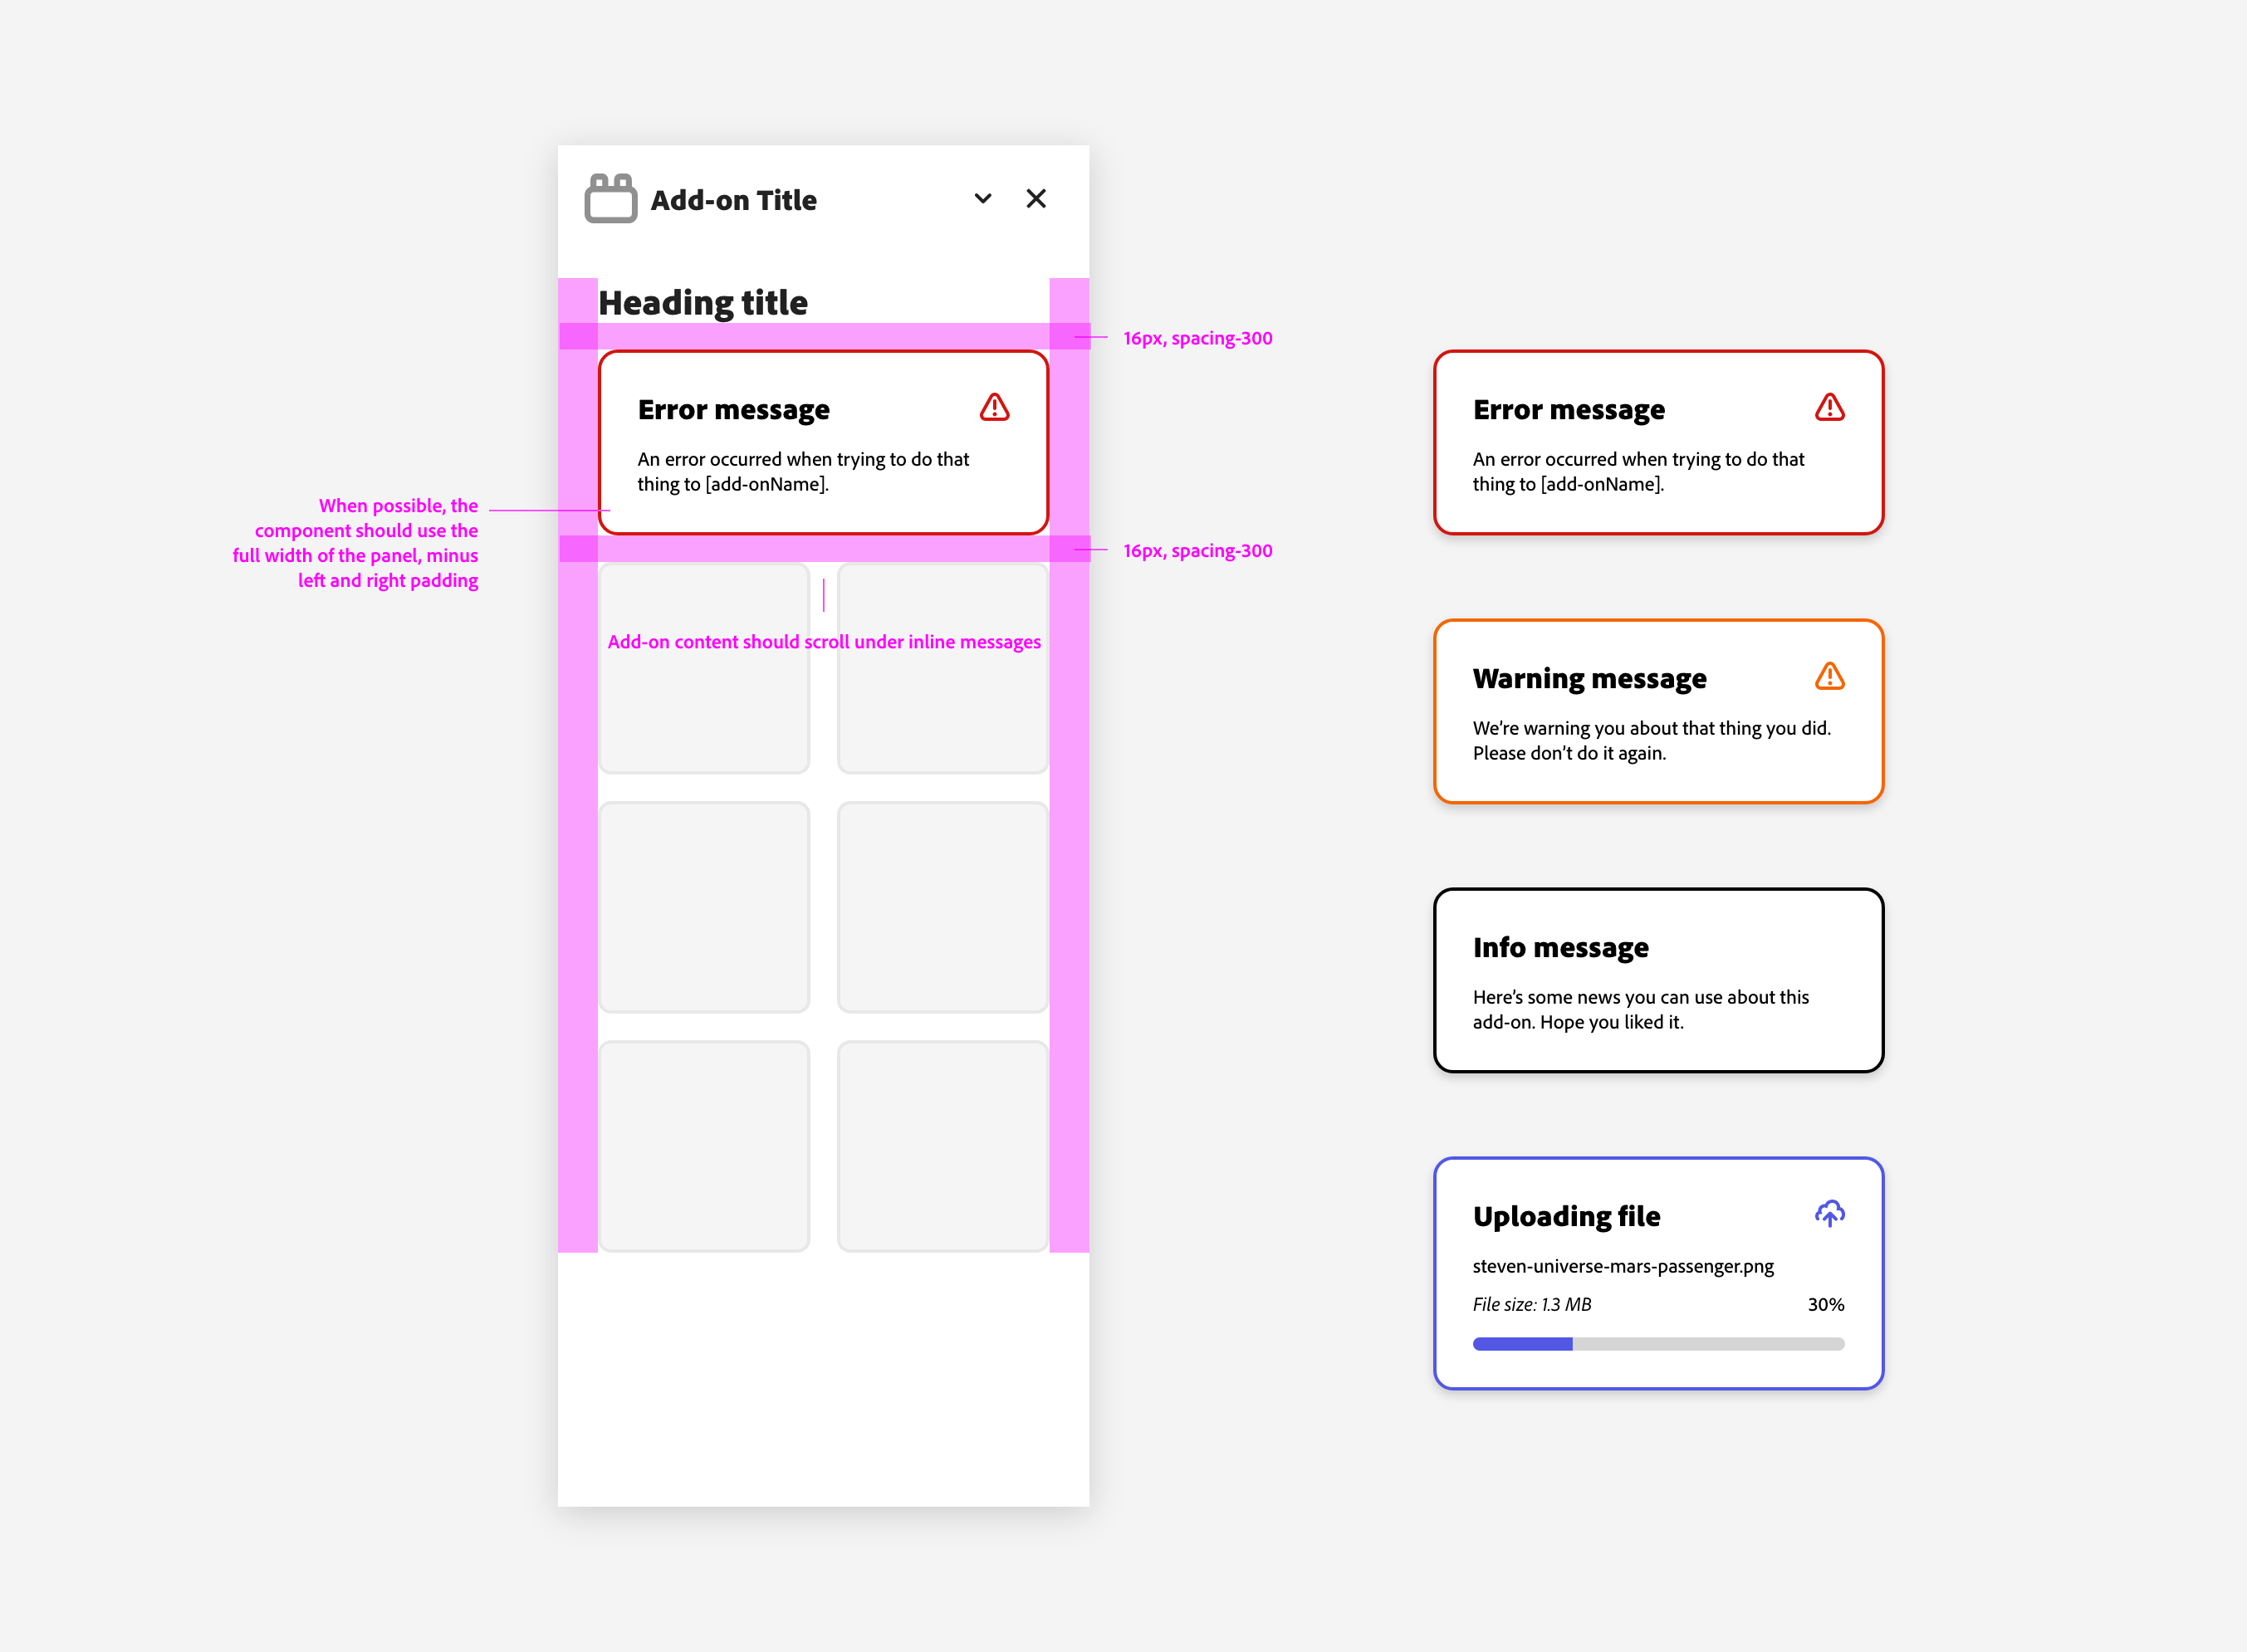 Add-on Title
Heading title
16px, spacing-300
Error message
An error occurred when trying to do that
thing to [add-onName].
When possible, the
component should use the
full width of the panel, minus
left and right padding
16px, spacing-300
Add-on content should scroll under inline messages
Error message
An error occurred when trying to do that
thing to [add-onName].
Warning message
We’re warning you about that thing you did.
Please don’t do it again.
Info message
Here’s some news you can use about this
add-on. Hope you liked it.
Uploading file
steven-universe-mars-passenger.png
File size: 1.3 MB 30%